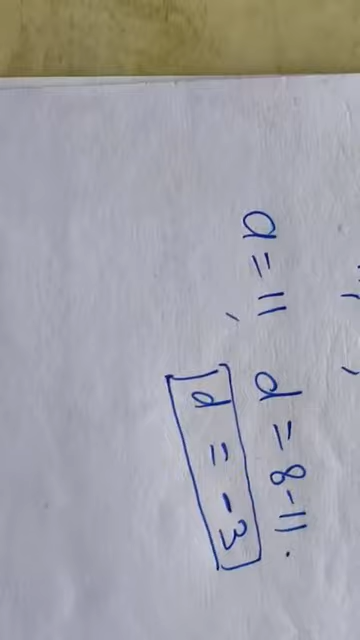 a = 11, d = 8-11.
d = -3